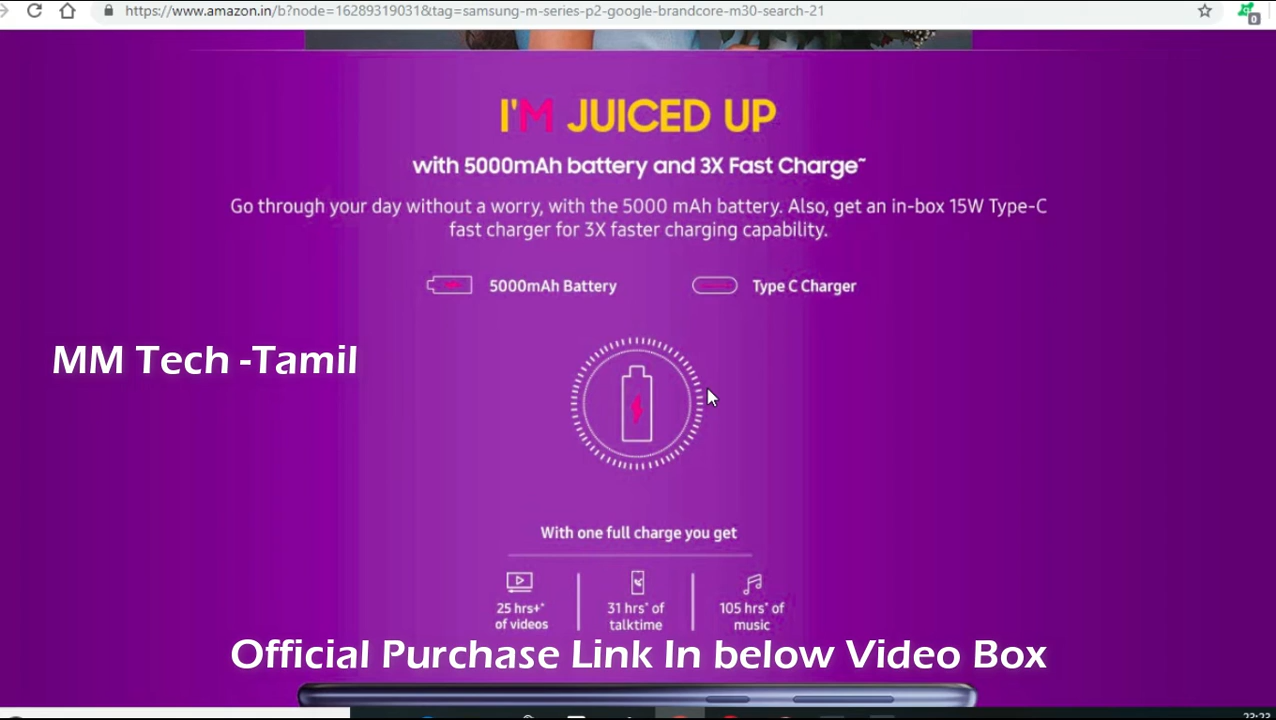 https://www.amazon.in/b?node=16289319031&tag=samsung-m-series-p2-google-brandcore-m30-search-21
0
I'M JUICED UP
with 5000mAh battery and 3X Fast Charge~
Go through your day without a worry, with the 5000 mAh battery. Also, get an in-box 15W Type-C
fast charger for 3X faster charging capability.
5000mAh Battery
Type C Charger
MM Tech -Tamil
With one full charge you get
25 hrs+*
of videos
31 hrs* of
talktime
105 hrs* of
music
Official Purchase Link In below Video Box